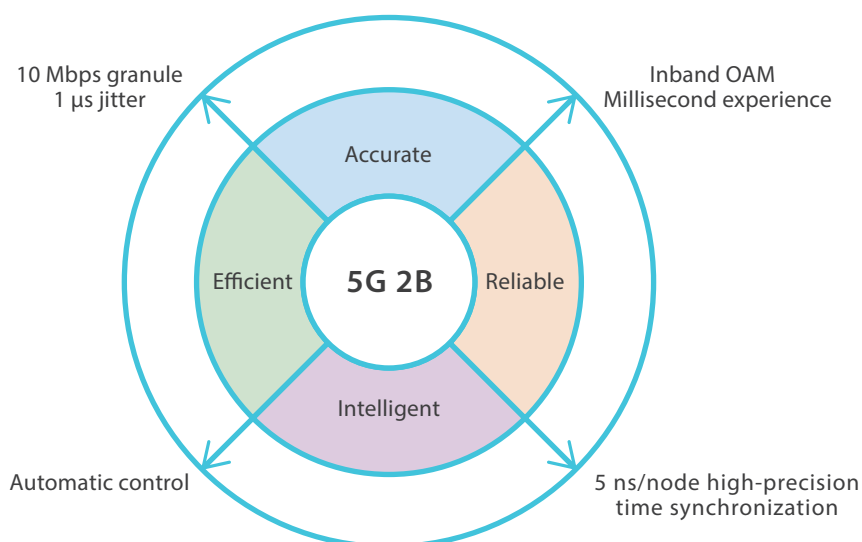 10 Mbps granule
1 µs jitter
Inband OAM
Millisecond experience
Accurate
Efficient
5G 2B
Reliable
Intelligent
Automatic control
5 ns/node high-precision
time synchronization